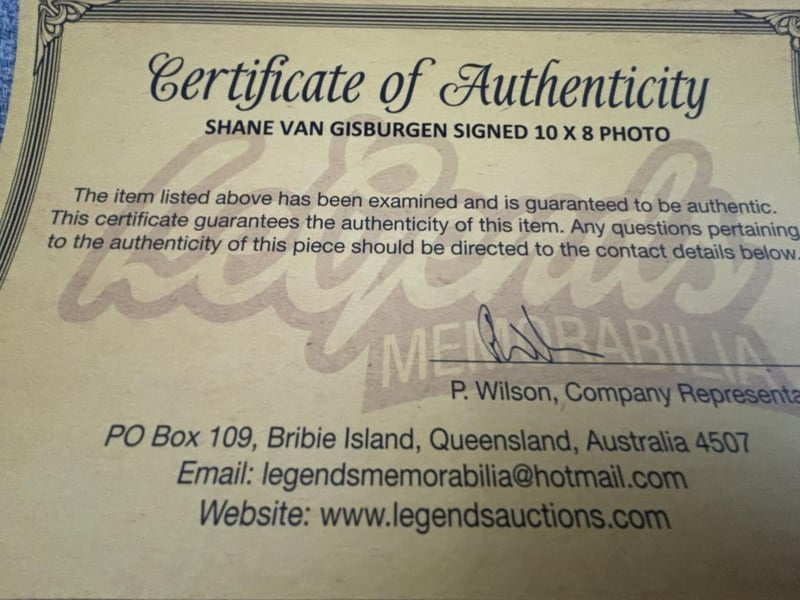 Certificate of Authenticity
SHANE VAN GISBURGEN SIGNED 10 X 8 PHOTO
The item listed above has been examined and is guaranteed to be authentic.
This certificate guarantees the authenticity of this item. Any questions pertaining
to the authenticity of this piece should be directed to the contact details below.
Legends
MEMORABILIA
P. Wilson, Company Representa
PO Box 109, Bribie Island, Queensland, Australia 4507
Email: legendsmemorabilia@hotmail.com
Website: www.legendsauctions.com